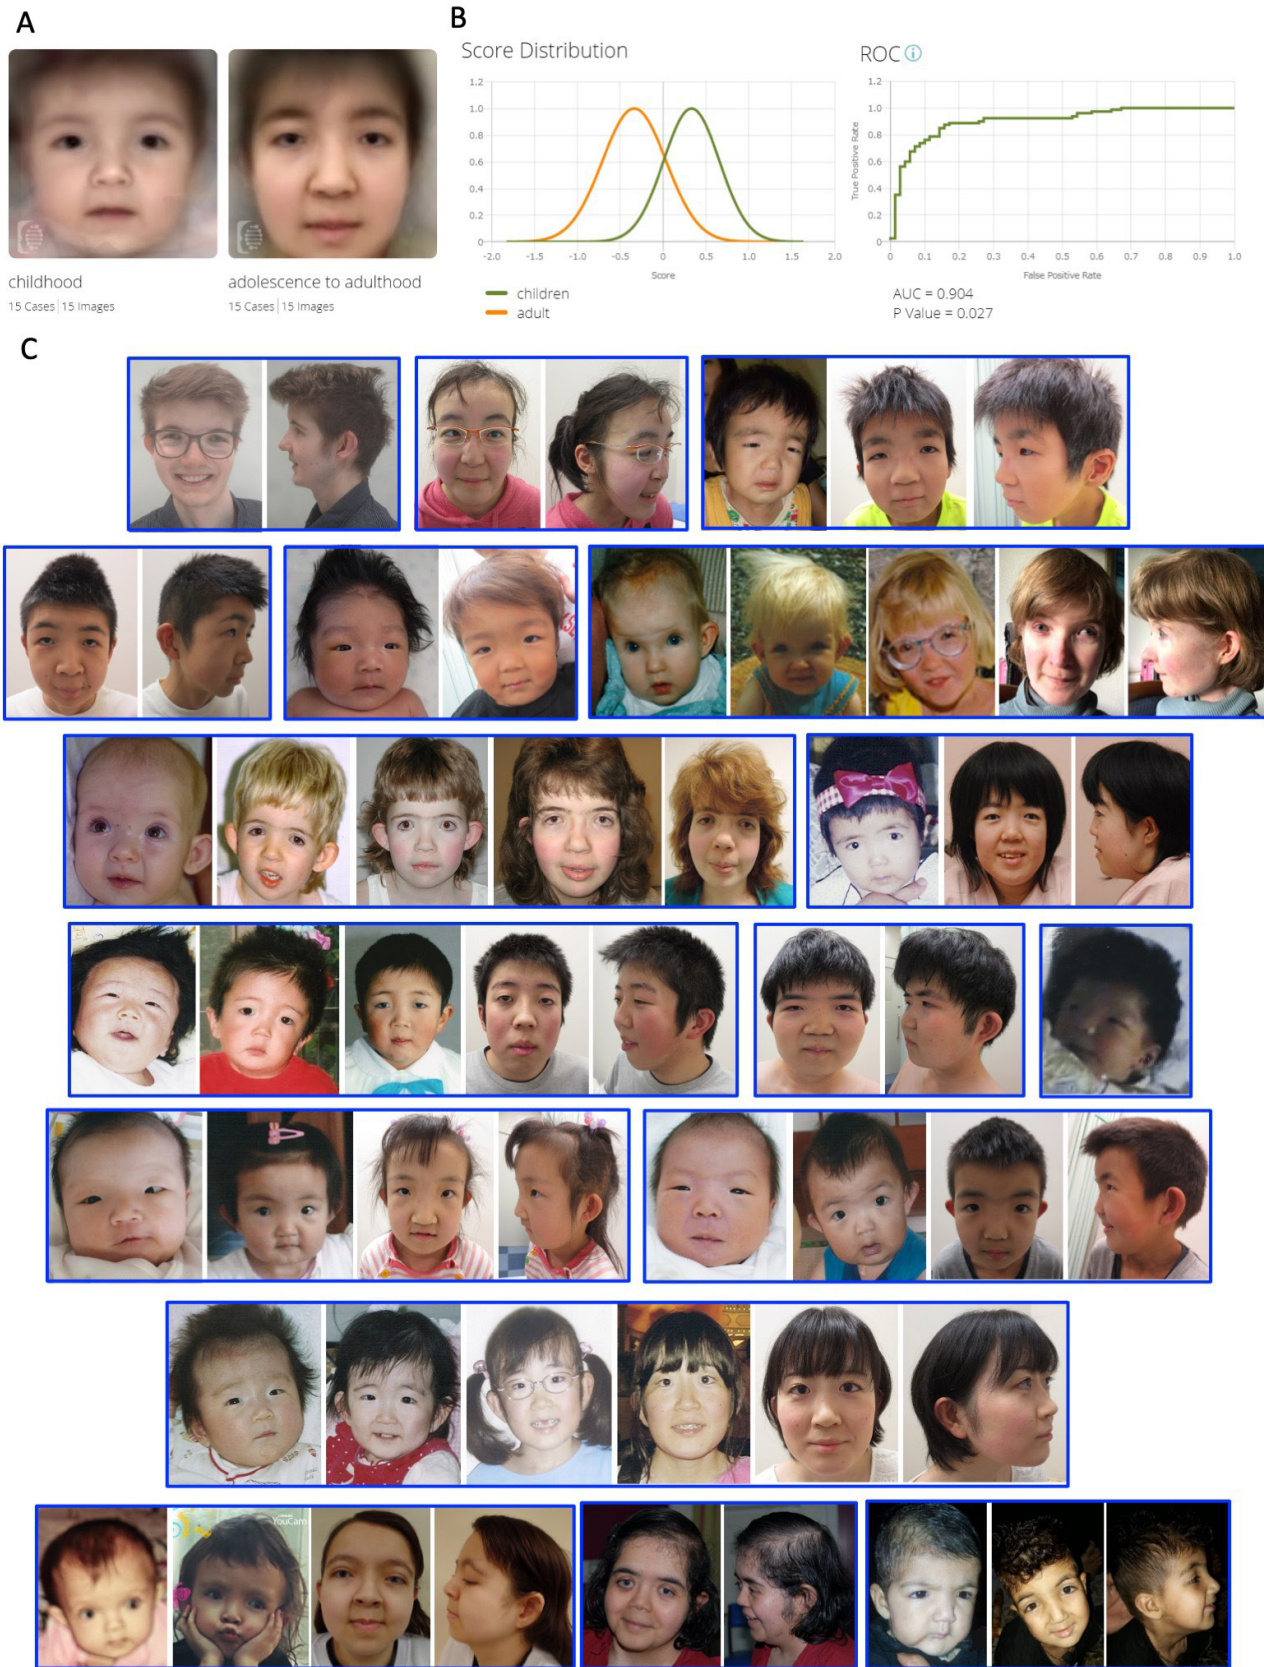 A
B
Score Distribution
ROC
i
1.2
1.0
0.8
0.6
0.4
0.2
0
-2.0 -1.5 -1.0 -0.5 0 0.5 1.0 1.5 2.0
Score
children
adult
True Positive Rate
1.2
1.0
0.8
0.6
0.4
0.2
0
0 0.1 0.2 0.3 0.4 0.5 0.6 0.7 0.8 0.9 1.0
False Positive Rate
AUC = 0.904
P Value = 0.027
childhood
15 Cases | 15 Images
adolescence to adulthood
15 Cases | 15 Images
C
YouCam